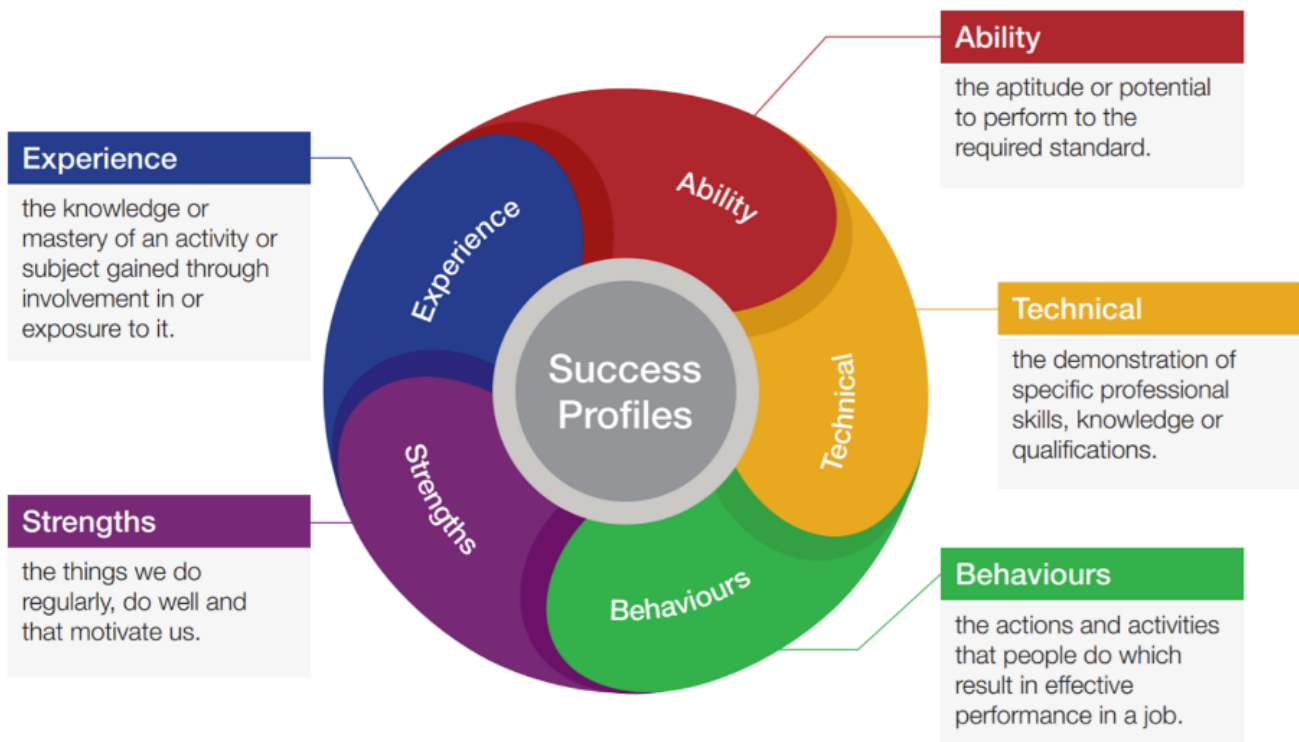 Ability
the aptitude or potential
to perform to the
required standard.
Experience
the knowledge or
mastery of an activity or
subject gained through
involvement in or
exposure to it.
Technical
the demonstration of
specific professional
skills, knowledge or
qualifications.
Strengths
the things we do
regularly, do well and
that motivate us.
Behaviours
the actions and activities
that people do which
result in effective
performance in a job.
Ability
Experience
Technical
Strengths
Behaviours
Success
Profiles